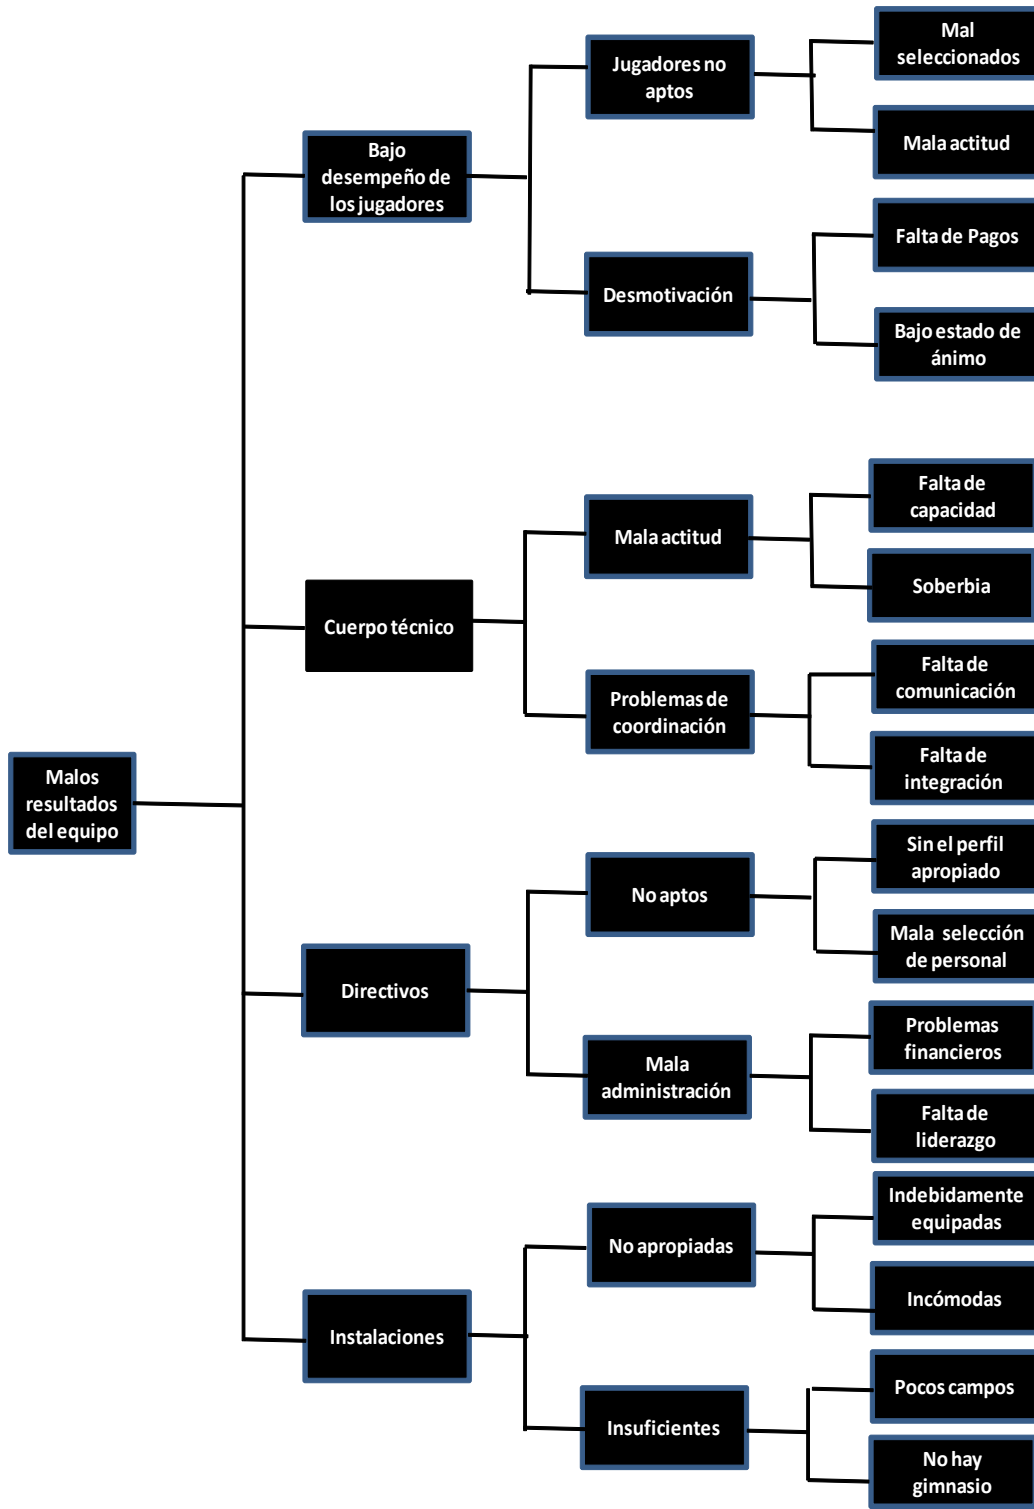 Mal
seleccionados
Jugadores no
aptos
Mala actitud
Bajo
desempeño de
los jugadores
Falta de Pagos
Desmotivación
Bajo estado de
ánimo
Falta de
capacidad
Mala actitud
Soberbia
Cuerpo técnico
Falta de
comunicación
Problemas de
coordinación
Falta de
integración
Malos
resultados
del equipo
Sin el perfil
apropiado
No aptos
Mala selección
de personal
Directivos
Problemas
financieros
Mala
administración
Falta de
liderazgo
Indebidamente
equipadas
No apropiadas
Incómodas
Instalaciones
Pocos campos
Insuficientes
No hay
gimnasio